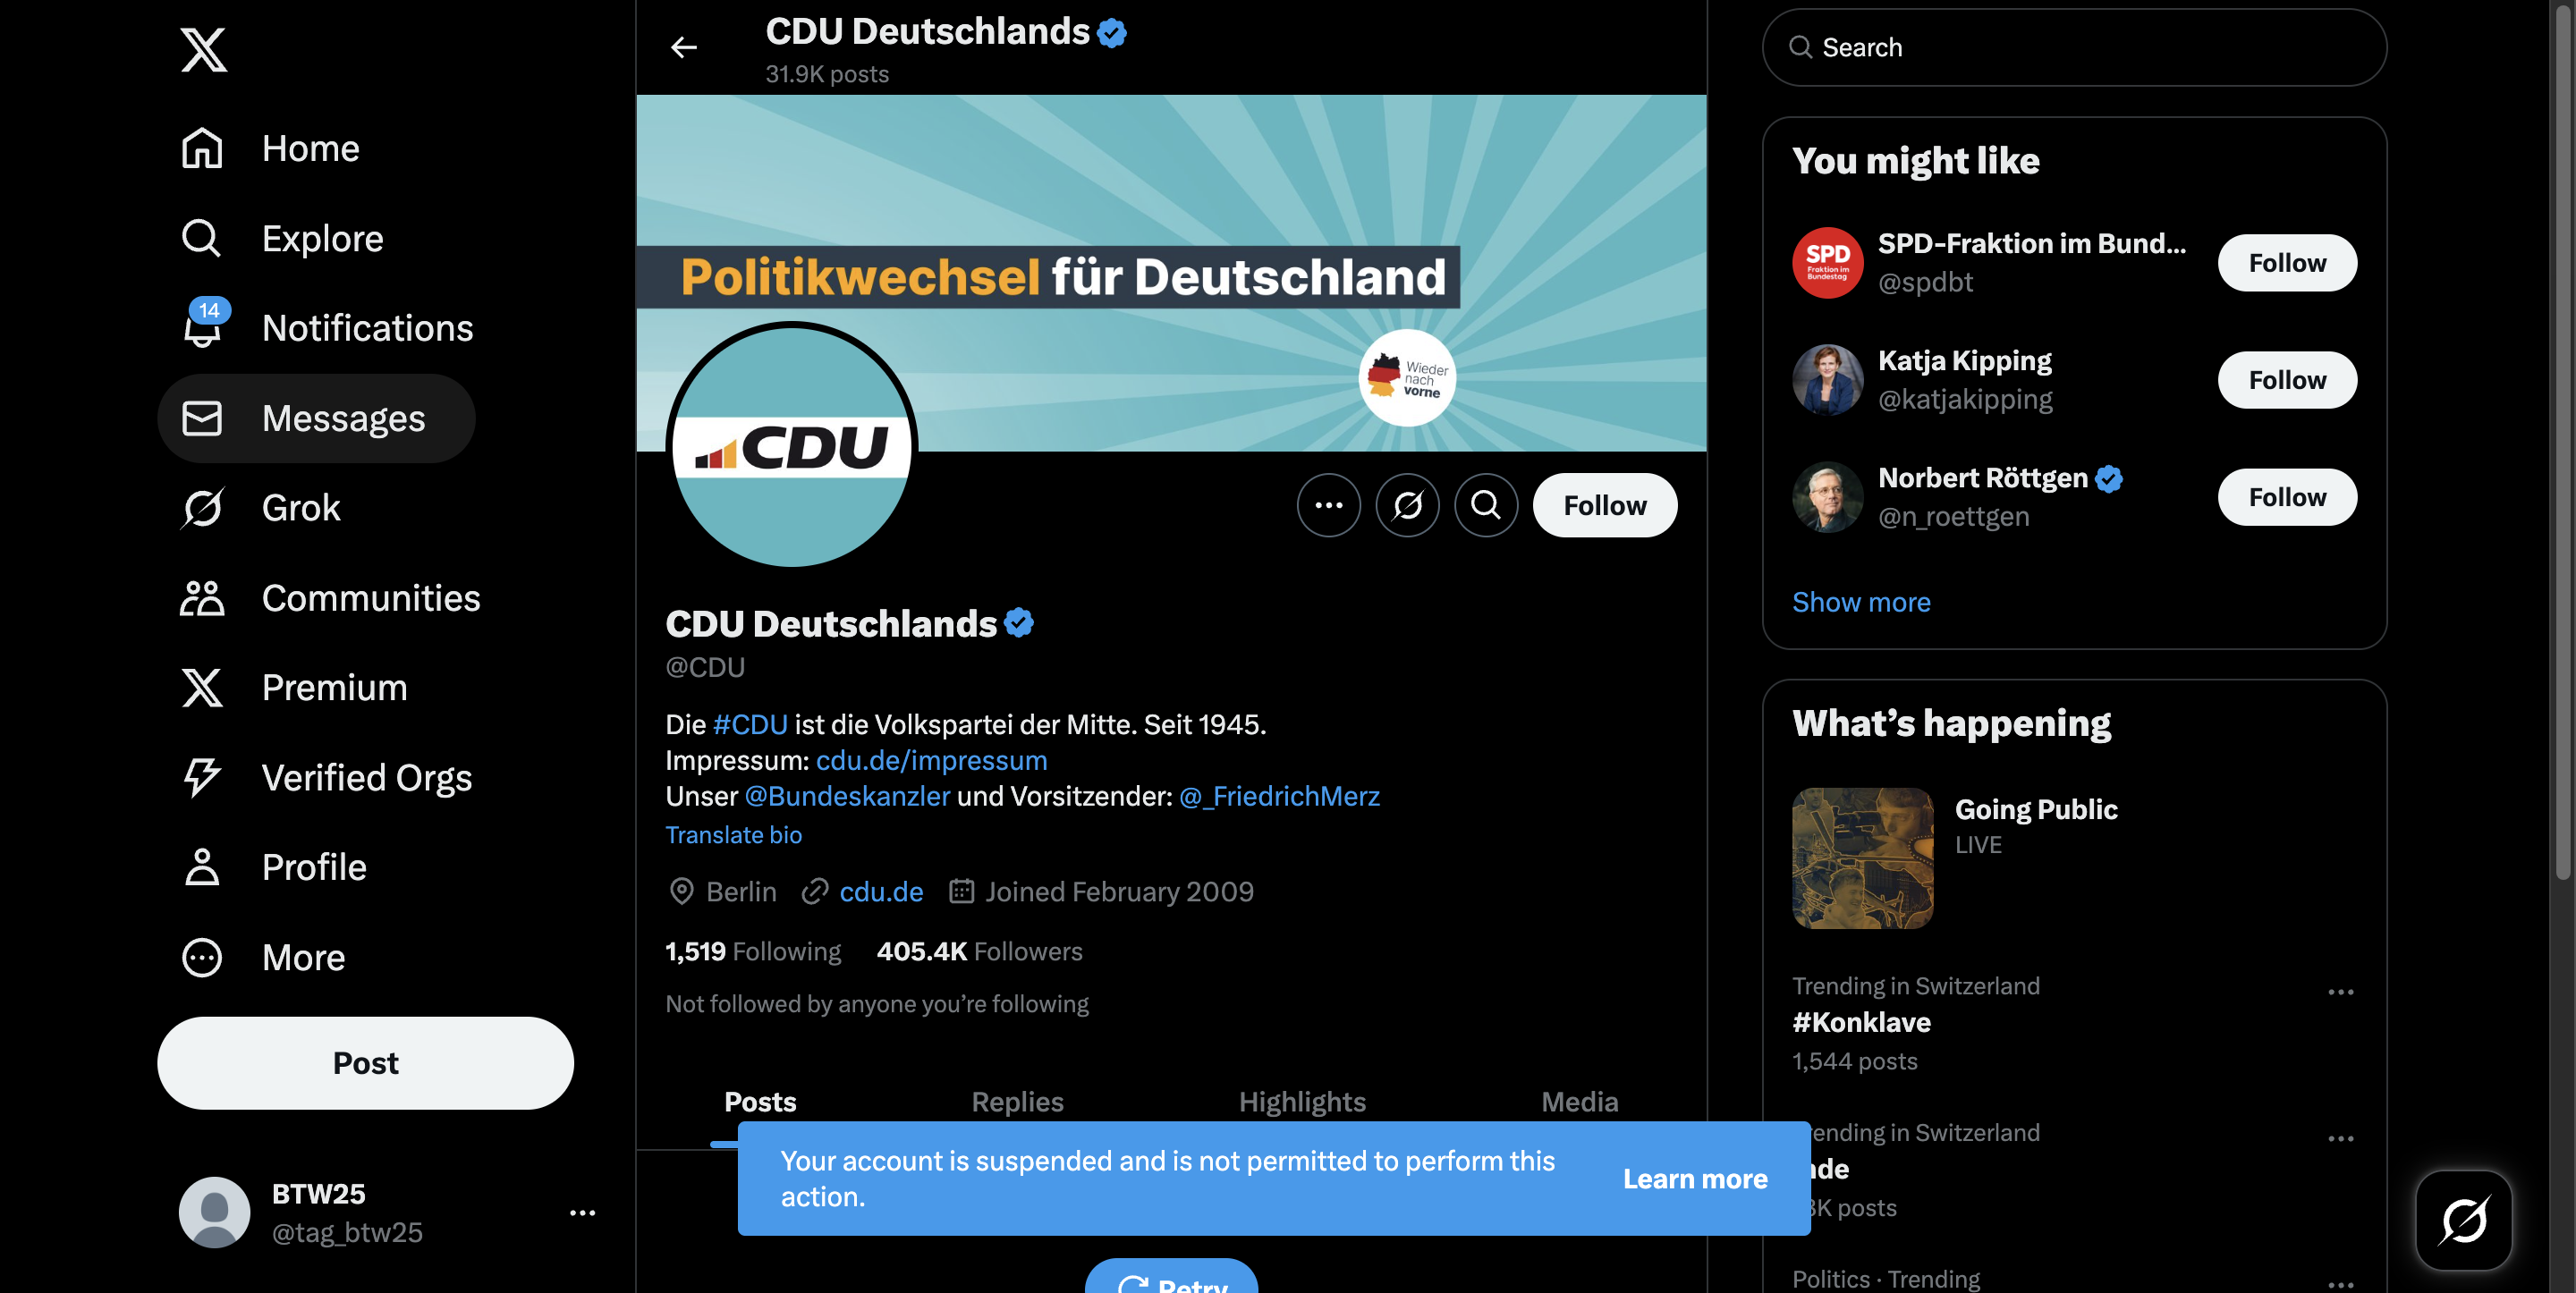 Home
Explore
14
Notifications
Messages
Grok
Communities
Premium
Verified Orgs
Profile
More
Post
BTW25
@tag_btw25
CDU Deutschlands
31.9K posts
Politikwechsel für Deutschland
Wieder
nach
vorne
CDU
Follow
CDU Deutschlands
@CDU
Die #CDU ist die Volkspartei der Mitte. Seit 1945.
Impressum: cdu.de/impressum
Unser @Bundeskanzler und Vorsitzender: @_FriedrichMerz
Translate bio
Berlin cdu.de Joined February 2009
1,519 Following 405.4K Followers
Not followed by anyone you’re following
Posts Replies Highlights Media
Your account is suspended and is not permitted to perform this
action.
Learn more
Retry
Search
You might like
SPD
Fraktion im
Bundestag
SPD-Fraktion im Bund...
@spdbt
Follow
Katja Kipping
@katjakipping
Follow
Norbert Röttgen
@n_roettgen
Follow
Show more
What’s happening
Going Public
LIVE
Trending in Switzerland
#Konklave
1,544 posts
ending in Switzerland
posts
Politics · Trending